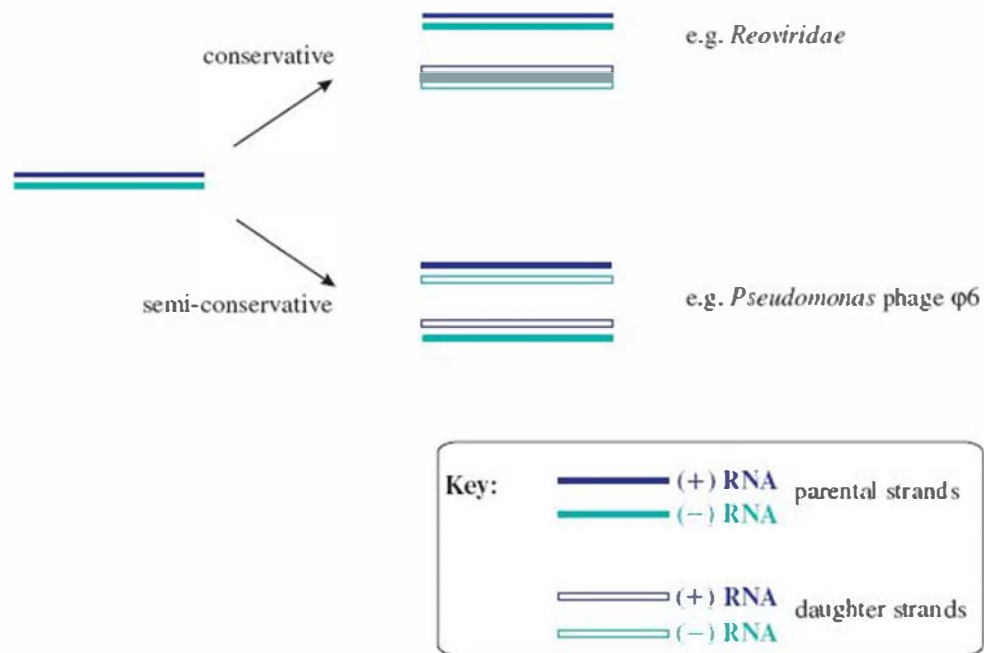 conservative
e.g. Reoviridae
semi-conservative
e.g. Pseudomonas phage φ6
Key:
(+) RNA
parental strands
(−) RNA
(+) RNA
daughter strands
(−) RNA